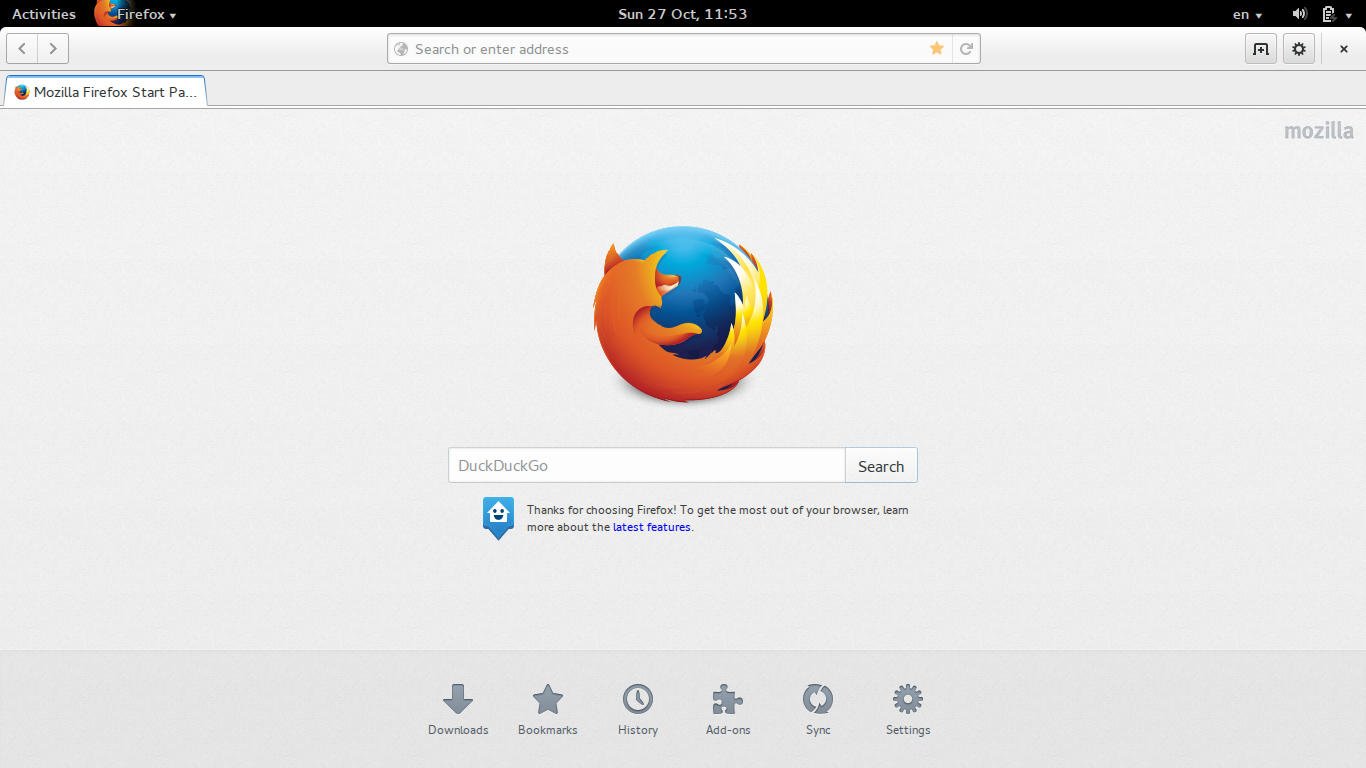 Activities Firefox Sun 27 Oct, 11:53 en
Search or enter address
Mozilla Firefox Start Pa...
mozilla
DuckDuckGo Search
Thanks for choosing Firefox! To get the most out of your browser, learn
more about the latest features.
Downloads Bookmarks History Add-ons Sync Settings